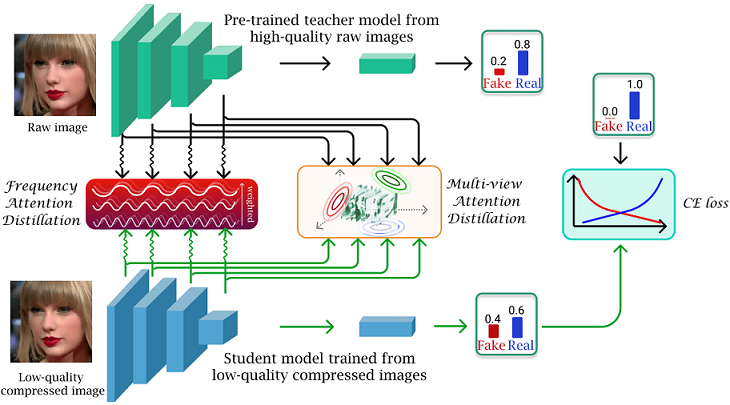 Pre-trained teacher model from
high-quality raw images
0.2
0.8
Fake Real
Raw image
0.0
1.0
Fake Real
Frequency
Attention
Distillation
weighted
Multi-view
Attention
Distillation
CE loss
0.4
0.6
Fake Real
Student model trained from
low-quality compressed images
Low-quality
compressed image